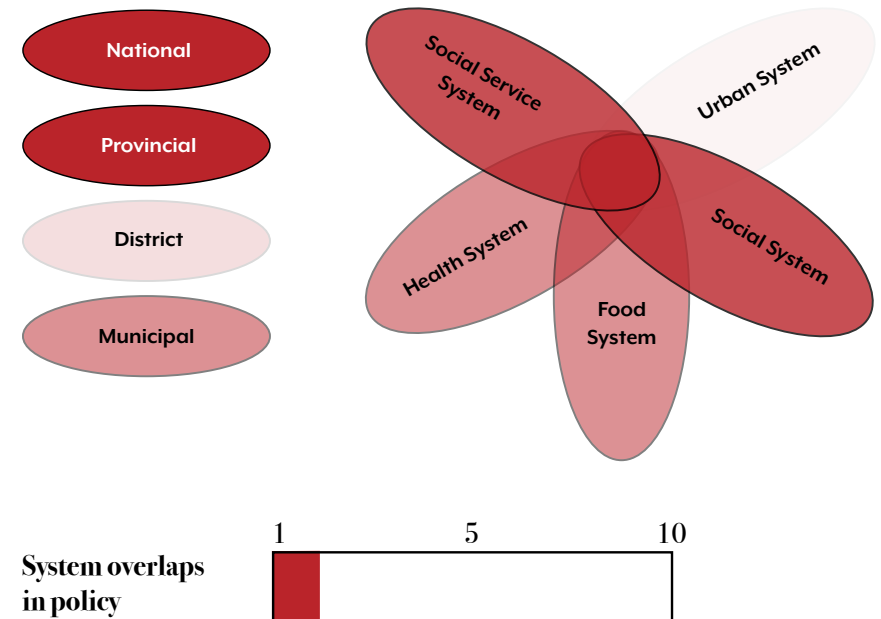 National
Provincial
District
Municipal
Social Service
System
Urban System
Health System
Social System
Food
System
1 5 10
System overlaps
in policy